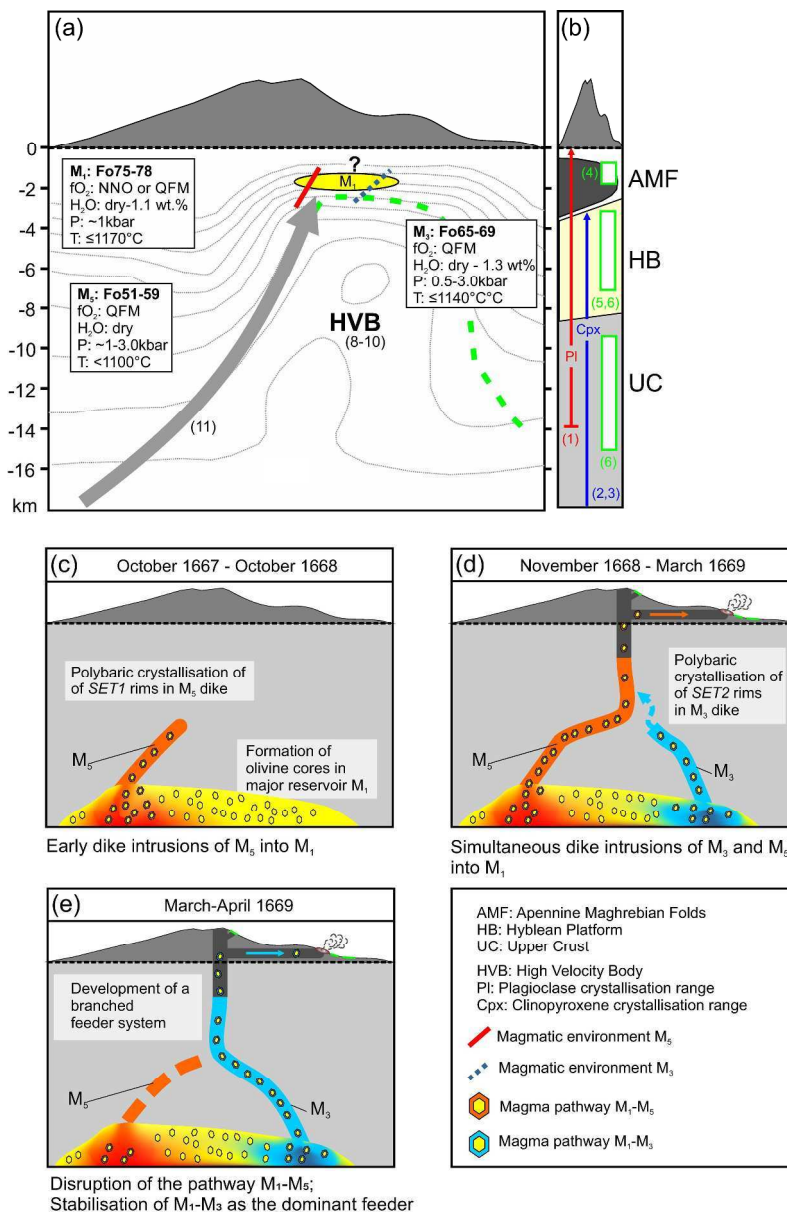 (a)
0
-2
-4
-6
-8
-10
-12
-14
-16
km
M₁: Fo75-78
fO₂: NNO or QFM
H₂O: dry-1.1 wt.%
P: ~1kbar
T: ≤1170°C
M₅: Fo51-59
fO₂: QFM
H₂O: dry
P: ~1-3.0kbar
T: <1100°C
?
M₁
M₃: Fo65-69
fO₂: QFM
H₂O: dry - 1.3 wt%
P: 0.5-3.0kbar
T: ≤1140°C°C
HVB
(8-10)
(11)
(b)
(4)
AMF
HB
(5,6)
Cpx
Pl
UC
(1)
(6)
(2,3)
(c)
October 1667 - October 1668
Polybaric crystallisation of
of SET1 rims in M₅ dike
M₅
Formation of
olivine cores in
major reservoir M₁
Early dike intrusions of M₅ into M₁
(d)
November 1668 - March 1669
Polybaric
crystallisation of
of SET2 rims
in M₃ dike
M₅
M₃
Simultaneous dike intrusions of M₃ and M₅
into M₁
(e)
March-April 1669
Development of a
branched
feeder system
M₅
M₃
Disruption of the pathway M₁-M₅;
Stabilisation of M₁-M₃ as the dominant feeder
AMF: Apennine Maghrebian Folds
HB: Hyblean Platform
UC: Upper Crust
HVB: High Velocity Body
Pl: Plagioclase crystallisation range
Cpx: Clinopyroxene crystallisation range
Magmatic environment M₅
Magmatic environment M₃
Magma pathway M₁-M₅
Magma pathway M₁-M₃